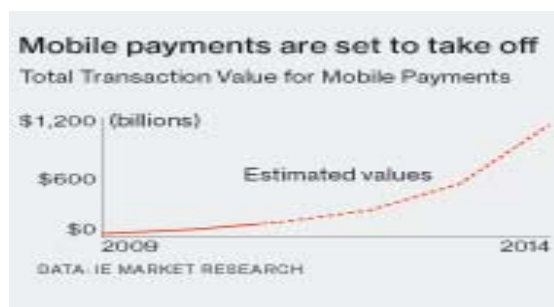 Mobile payments are set to take off
Total Transaction Value for Mobile Payments
$1,200 (billions)
$600
Estimated values
$0
2009 2014
DATA: IE MARKET RESEARCH